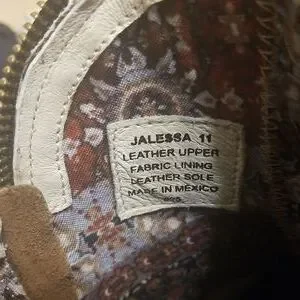 JALESSA 11
LEATHER UPPER
FABRIC LINING
LEATHER SOLE
MADE IN MEXICO